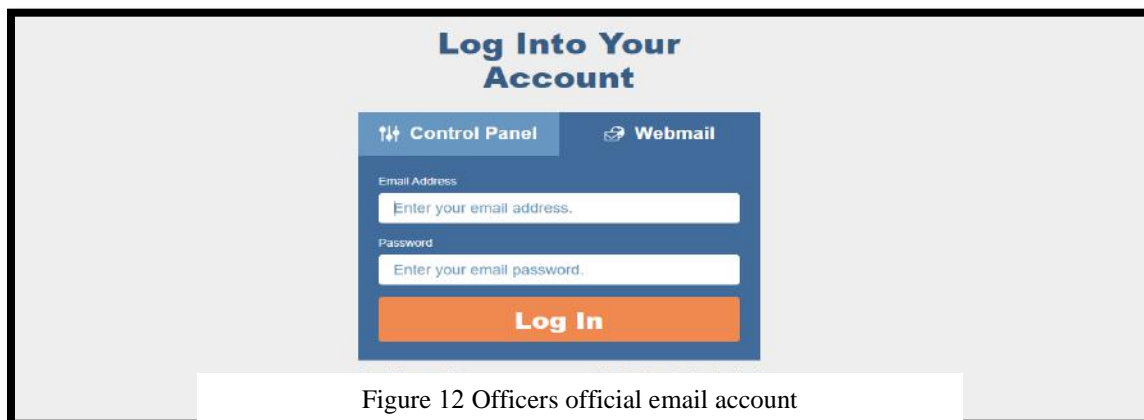 Log Into Your
Account
Control Panel
Webmail
Email Address
Enter your email address.
Password
Enter your email password.
Log In
Figure 12 Officers official email account